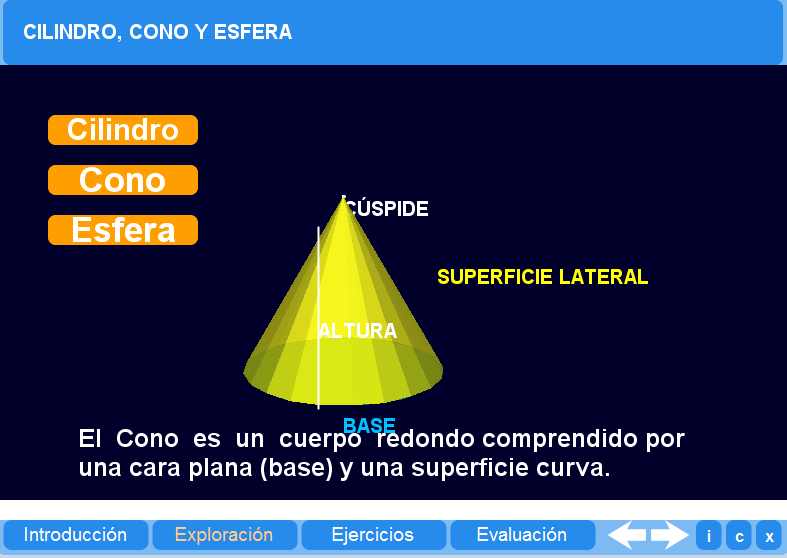 CILINDRO, CONO Y ESFERA
Cilindro
Cono
Esfera
CÚSPIDE
SUPERFICIE LATERAL
ALTURA
BASE
El Cono es un cuerpo redondo comprendido por
una cara plana (base) y una superficie curva.
Introducción
Exploración
Ejercicios
Evaluación
i
c
x